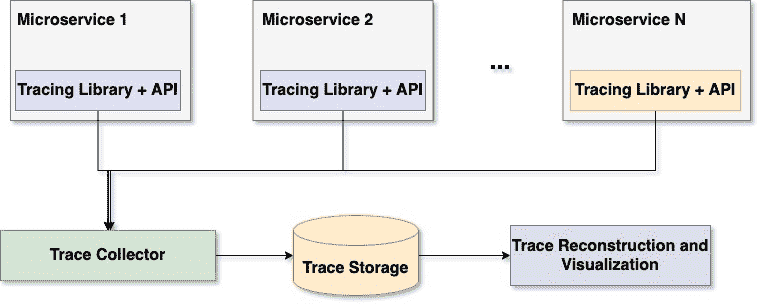 Microservice 1
Microservice 2
Microservice N
...
Tracing Library + API
Tracing Library + API
Tracing Library + API
Trace Collector
Trace Storage
Trace Reconstruction and
Visualization